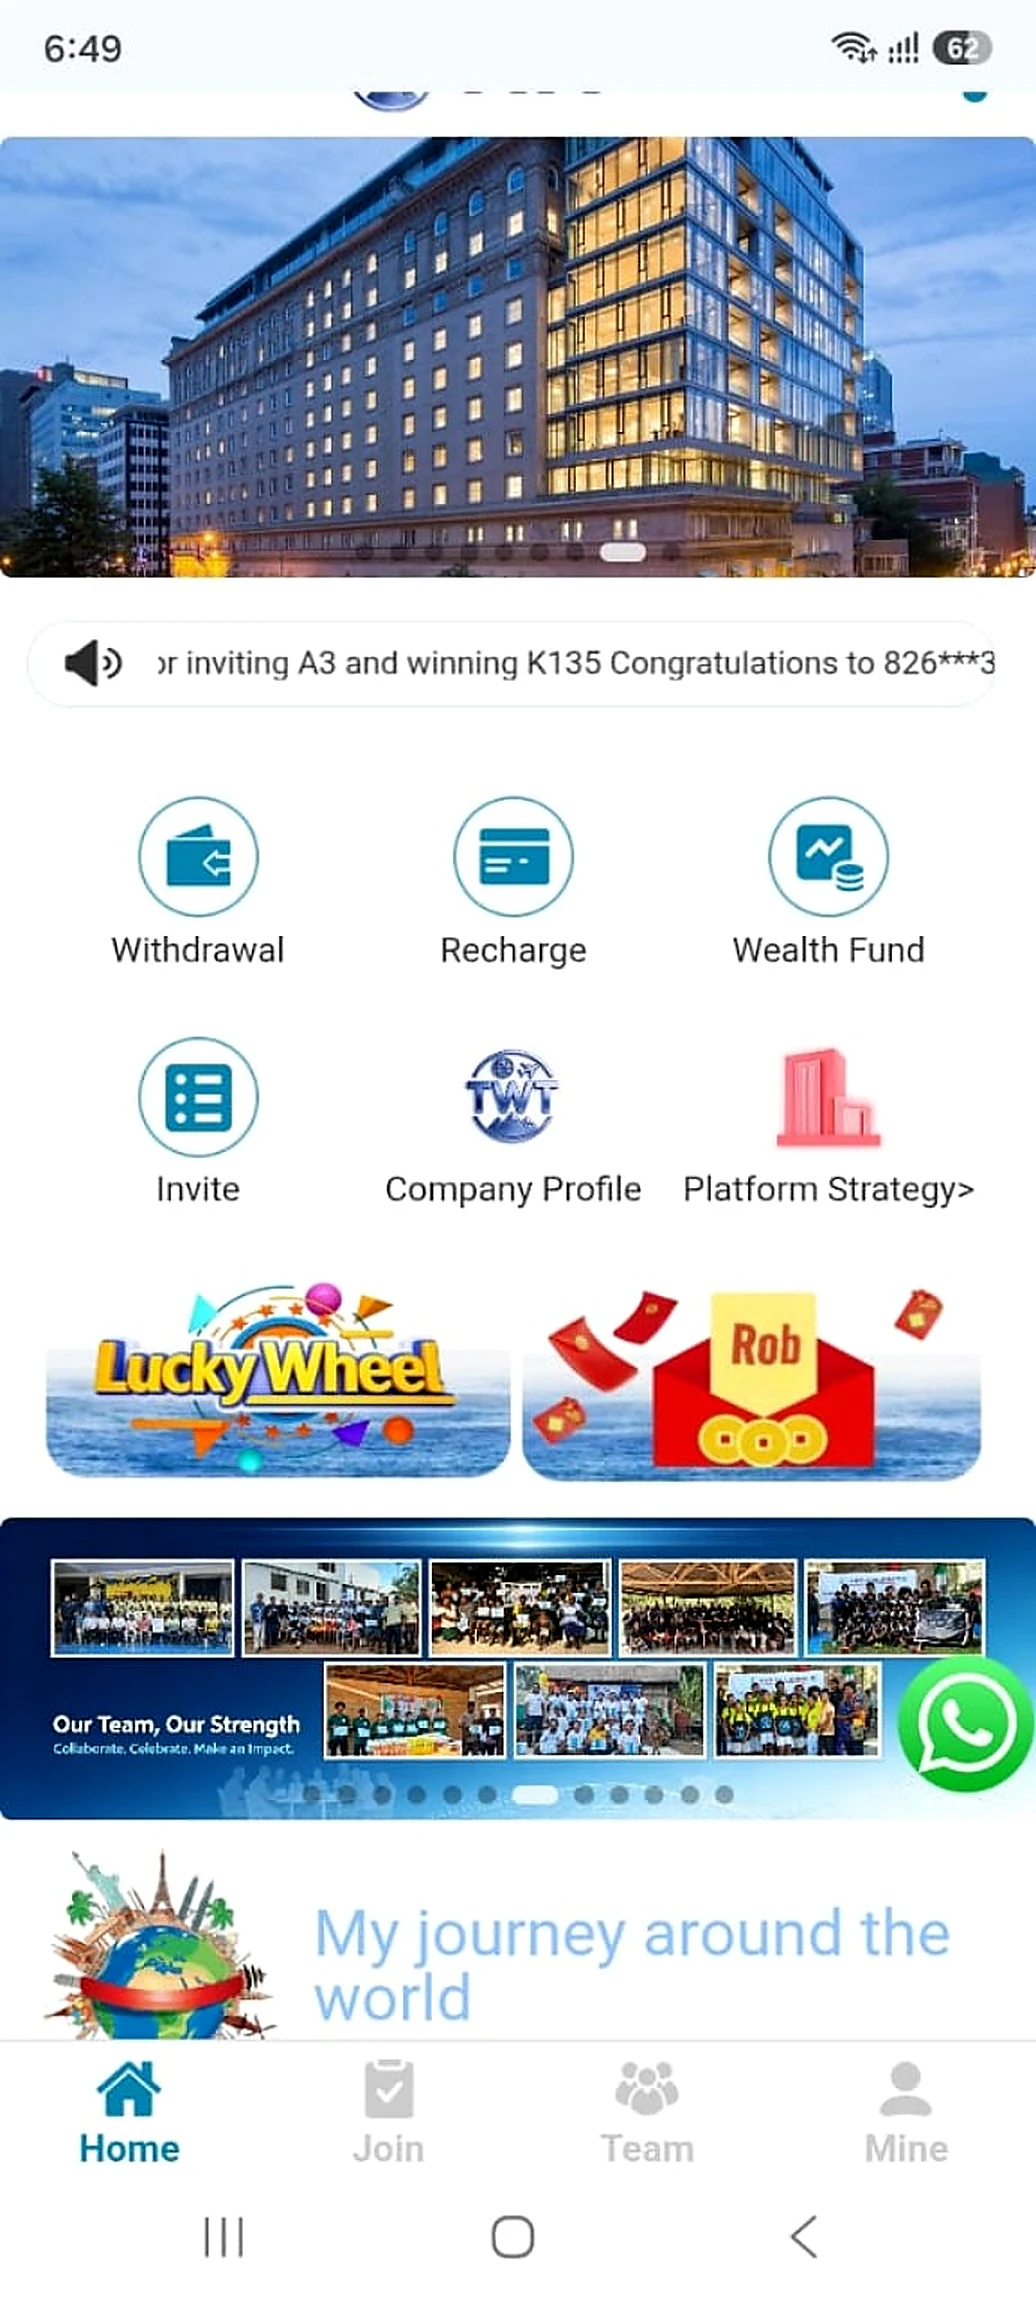 6:49
62
or inviting A3 and winning K135 Congratulations to 826***3
Withdrawal
Recharge
Wealth Fund
TWT
Invite
Company Profile
Platform Strategy>
Lucky Wheel
Rob
Our Team, Our Strength
Collaborate, Celebrate. Make an Impact.
My journey around the
world
Home
Join
Team
Mine